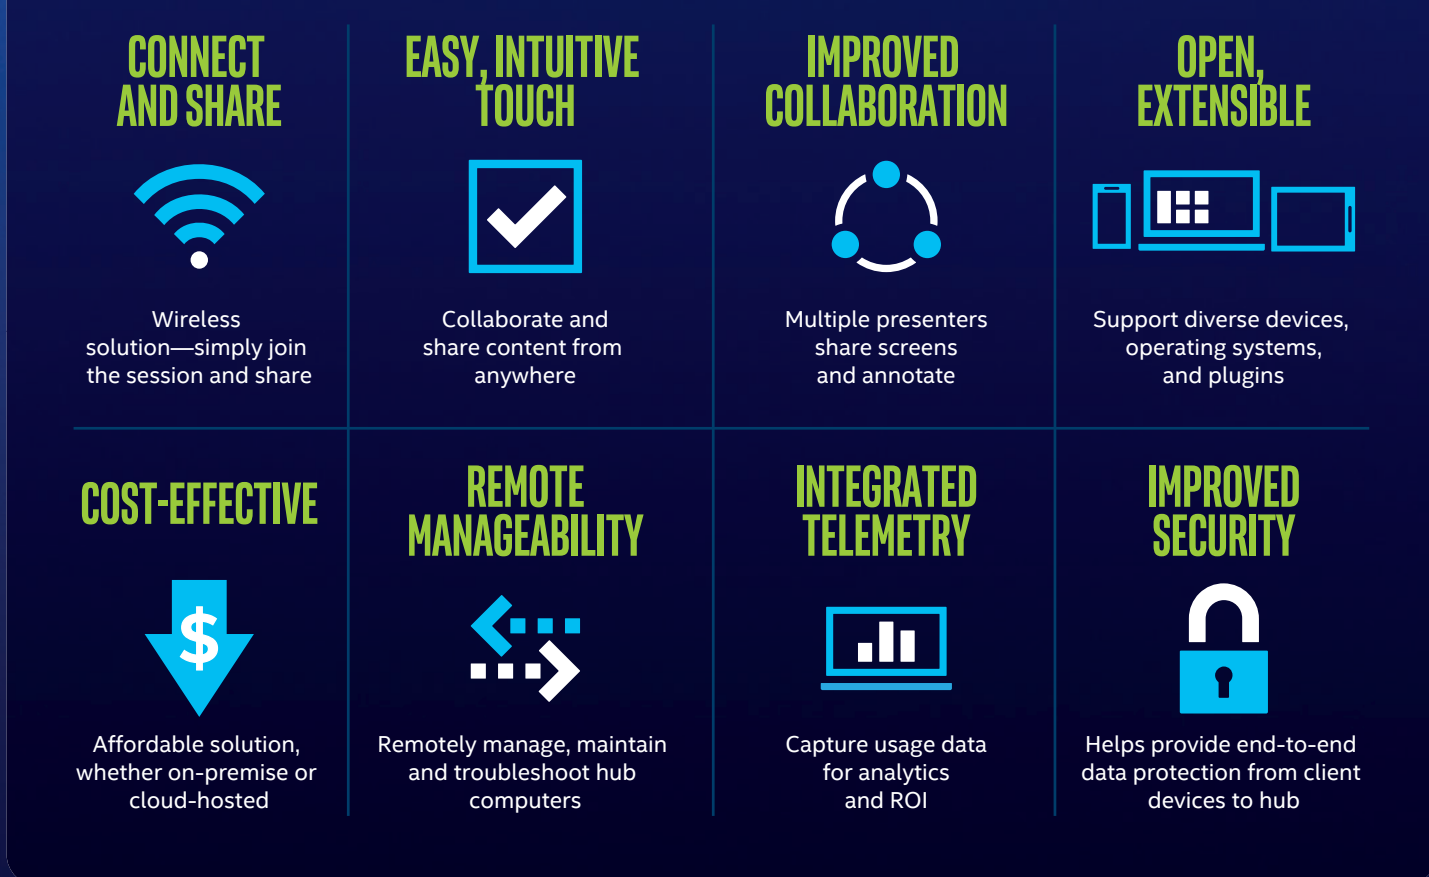 CONNECT
AND SHARE
Wireless
solution—simply join
the session and share
EASY, INTUITIVE
TOUCH
Collaborate and
share content from
anywhere
IMPROVED
COLLABORATION
Multiple presenters
share screens
and annotate
OPEN,
EXTENSIBLE
Support diverse devices,
operating systems,
and plugins
COST-EFFECTIVE
$
Affordable solution,
whether on-premise or
cloud-hosted
REMOTE
MANAGEABILITY
Remotely manage, maintain
and troubleshoot hub
computers
INTEGRATED
TELEMETRY
Capture usage data
for analytics
and ROI
IMPROVED
SECURITY
Helps provide end-to-end
data protection from client
devices to hub